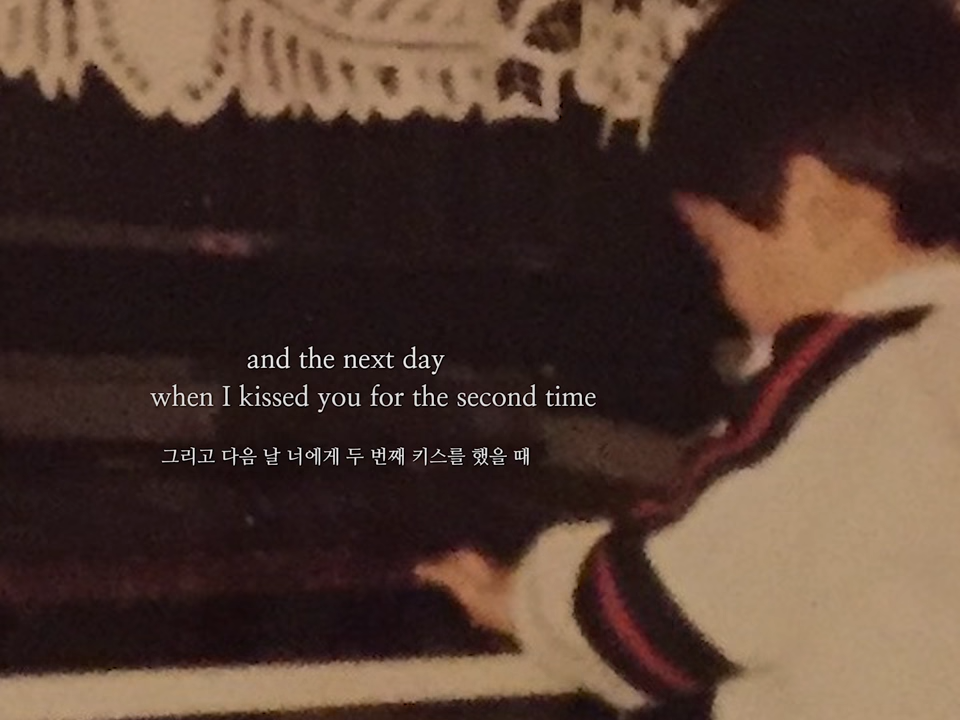 and the next day
when I kissed you for the second time
그리고 다음 날 너에게 두 번째 키스를 했을 때